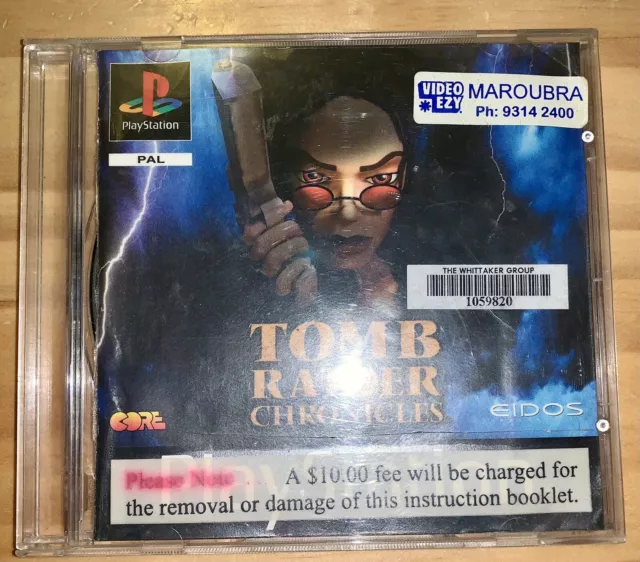 PlayStation
PAL
VIDEO EZY MAROUBRA
Ph: 9314 2400
THE WHITTAKER GROUP
1059820
TOMB
RAIDER
CHRONICLES
CORE
EIDOS
Please Note . . . A $10.00 fee will be charged for
the removal or damage of this instruction booklet.
PlayStation